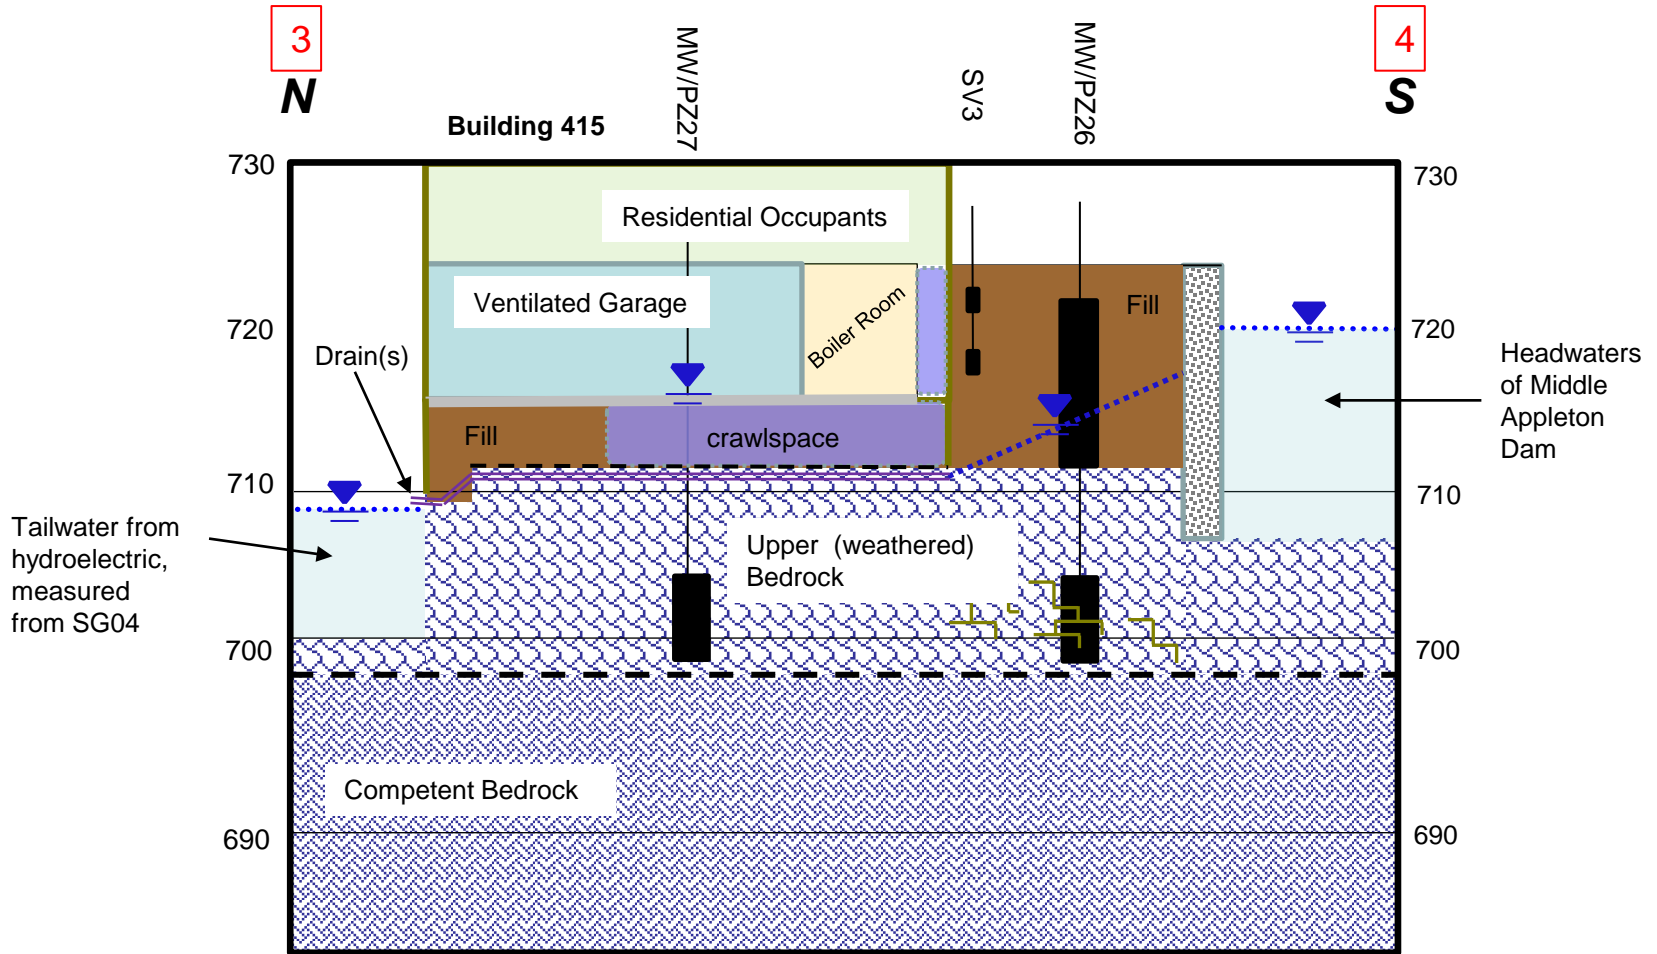 3
4
N
S
MW/PZ27
SV3
MW/PZ26
Building 415
730
730
Residential Occupants
Ventilated Garage
Boiler Room
Fill
720
720
Drain(s)
Headwaters
of Middle
Appleton
Dam
Fill
crawlspace
710
710
Tailwater from
hydroelectric,
measured
from SG04
Upper (weathered)
Bedrock
700
700
Competent Bedrock
690
690